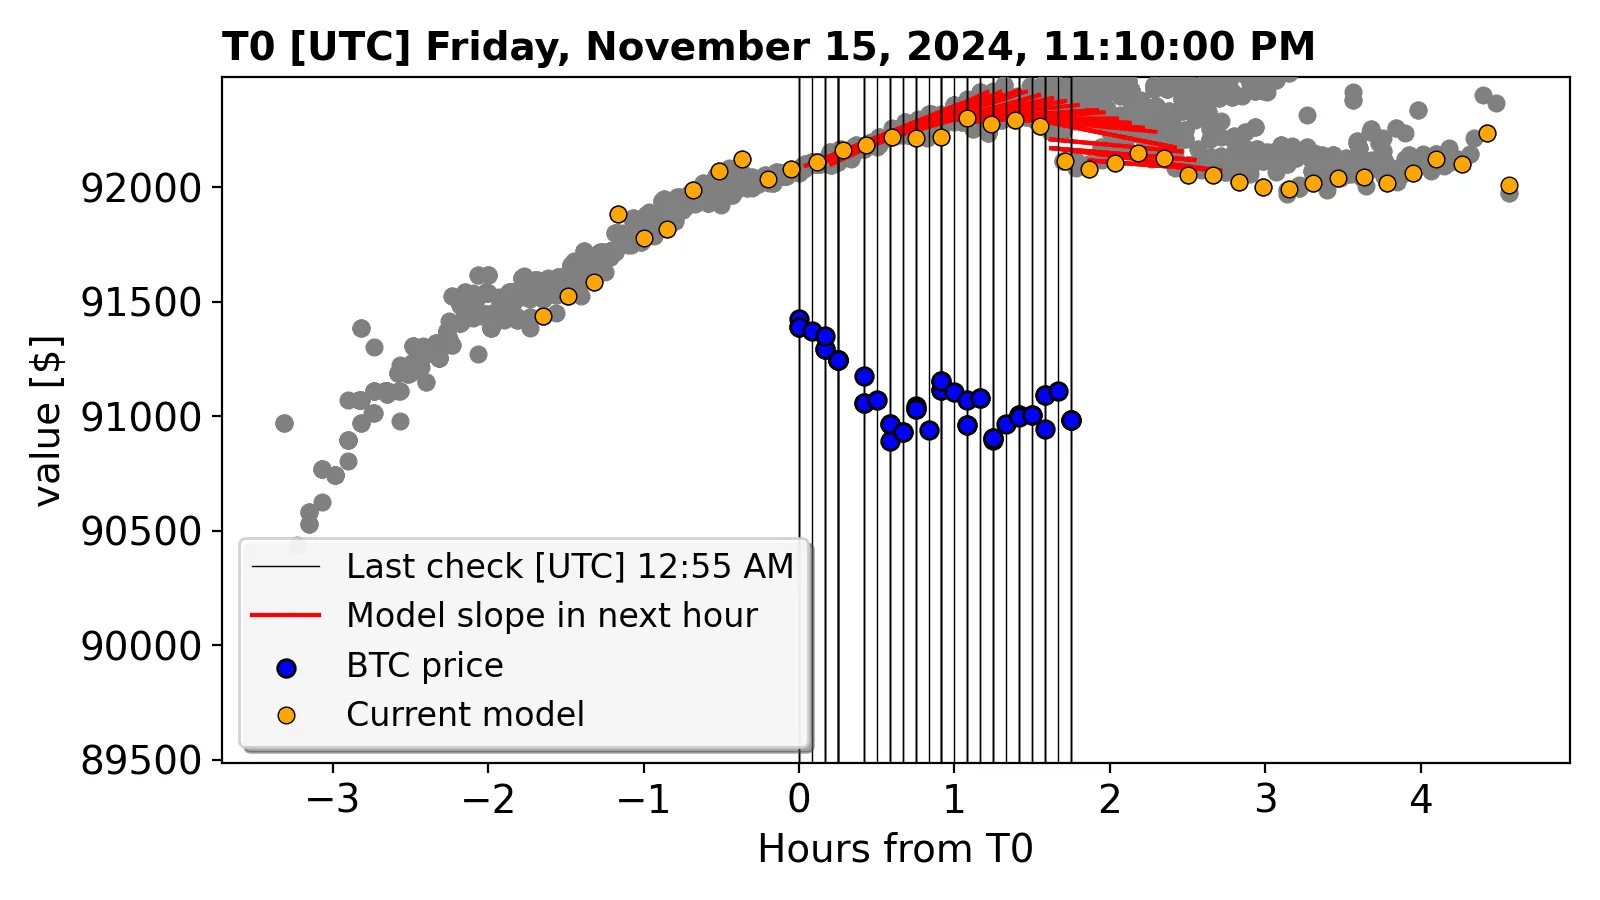 T0 [UTC] Friday, November 15, 2024, 11:10:00 PM
value [$]
92000
91500
91000
90500
90000
89500
Last check [UTC] 12:55 AM
Model slope in next hour
BTC price
Current model
−3 −2 −1 0 1 2 3 4
Hours from T0